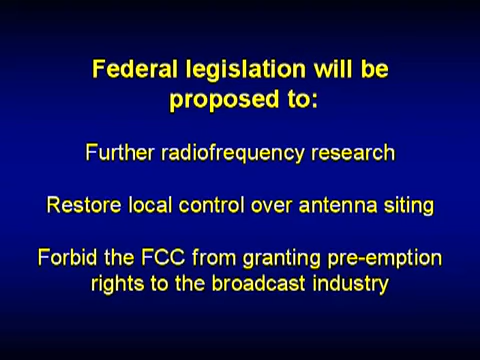 Federal legislation will be
proposed to:
Further radiofrequency research
Restore local control over antenna siting
Forbid the FCC from granting pre-emption
rights to the broadcast industry